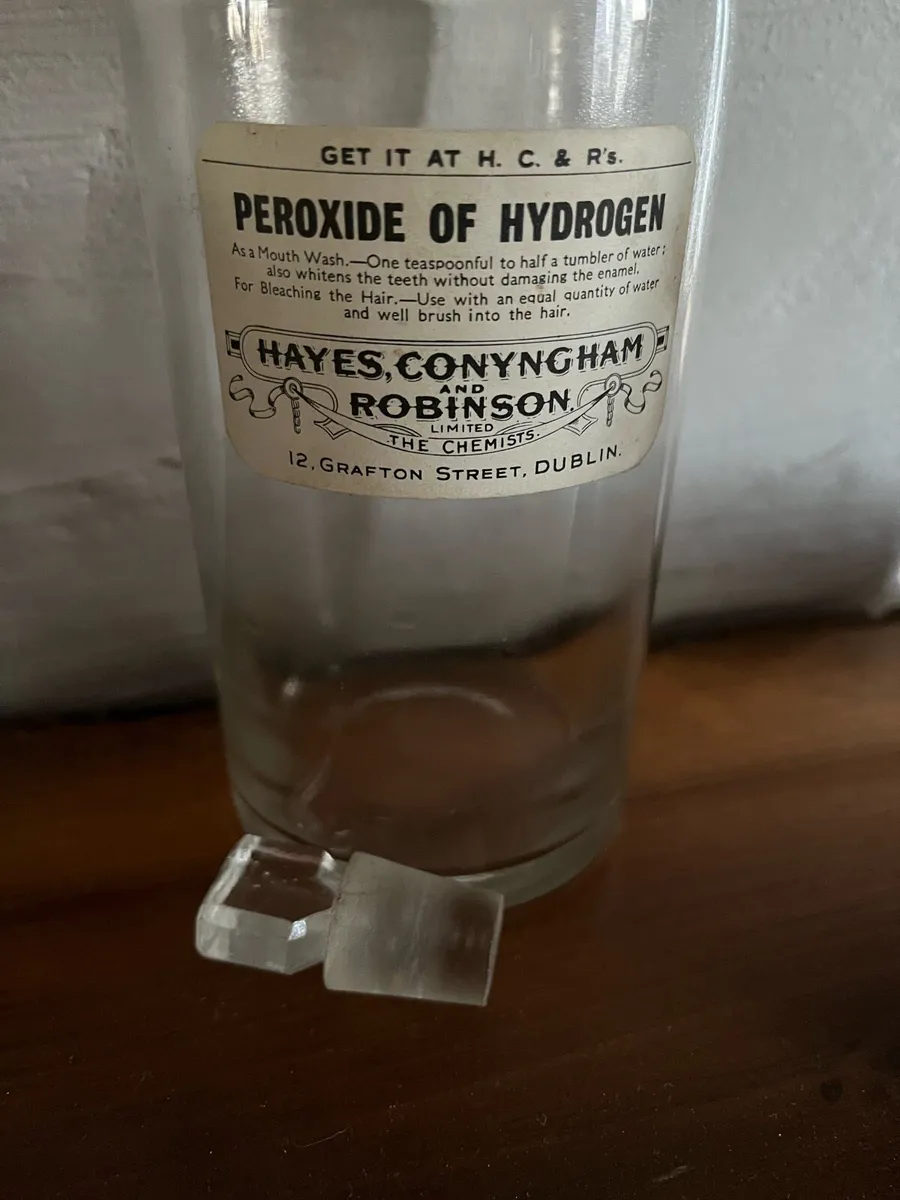 GET IT AT H. C. & R's.
PEROXIDE OF HYDROGEN
As a Mouth Wash.—One teaspoonful to half a tumbler of water;
also whitens the teeth without damaging the enamel.
For Bleaching the Hair.—Use with an equal quantity of water
and well brush into the hair.
HAYES, CONYNGHAM
AND
ROBINSON.
LIMITED
THE CHEMISTS.
12, GRAFTON STREET, DUBLIN.